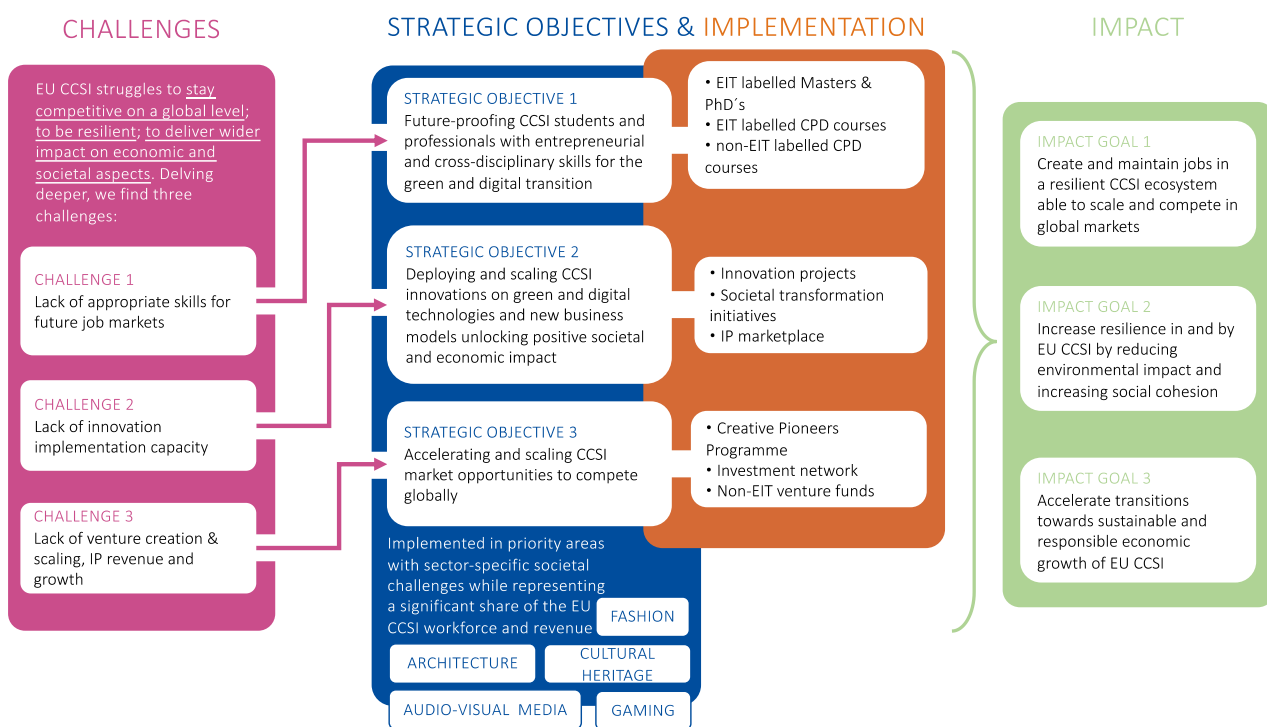 CHALLENGES
EU CCSI struggles to stay
competitive on a global level;
to be resilient; to deliver wider
impact on economic and
societal aspects. Delving
deeper, we find three
challenges:
CHALLENGE 1
Lack of appropriate skills for
future job markets
CHALLENGE 2
Lack of innovation
implementation capacity
CHALLENGE 3
Lack of venture creation &
scaling, IP revenue and
growth
STRATEGIC OBJECTIVES & IMPLEMENTATION
STRATEGIC OBJECTIVE 1
Future-proofing CCSI students and
professionals with entrepreneurial
and cross-disciplinary skills for the
green and digital transition
• EIT labelled Masters &
PhD´s
• EIT labelled CPD courses
• non-EIT labelled CPD
courses
STRATEGIC OBJECTIVE 2
Deploying and scaling CCSI
innovations on green and digital
technologies and new business
models unlocking positive societal
and economic impact
• Innovation projects
• Societal transformation
initiatives
• IP marketplace
STRATEGIC OBJECTIVE 3
Accelerating and scaling CCSI
market opportunities to compete
globally
• Creative Pioneers
Programme
• Investment network
• Non-EIT venture funds
Implemented in priority areas
with sector-specific societal
challenges while representing
a significant share of the EU
CCSI workforce and revenue
FASHION
ARCHITECTURE
CULTURAL
HERITAGE
AUDIO-VISUAL MEDIA
GAMING
IMPACT
IMPACT GOAL 1
Create and maintain jobs in
a resilient CCSI ecosystem
able to scale and compete in
global markets
IMPACT GOAL 2
Increase resilience in and by
EU CCSI by reducing
environmental impact and
increasing social cohesion
IMPACT GOAL 3
Accelerate transitions
towards sustainable and
responsible economic
growth of EU CCSI